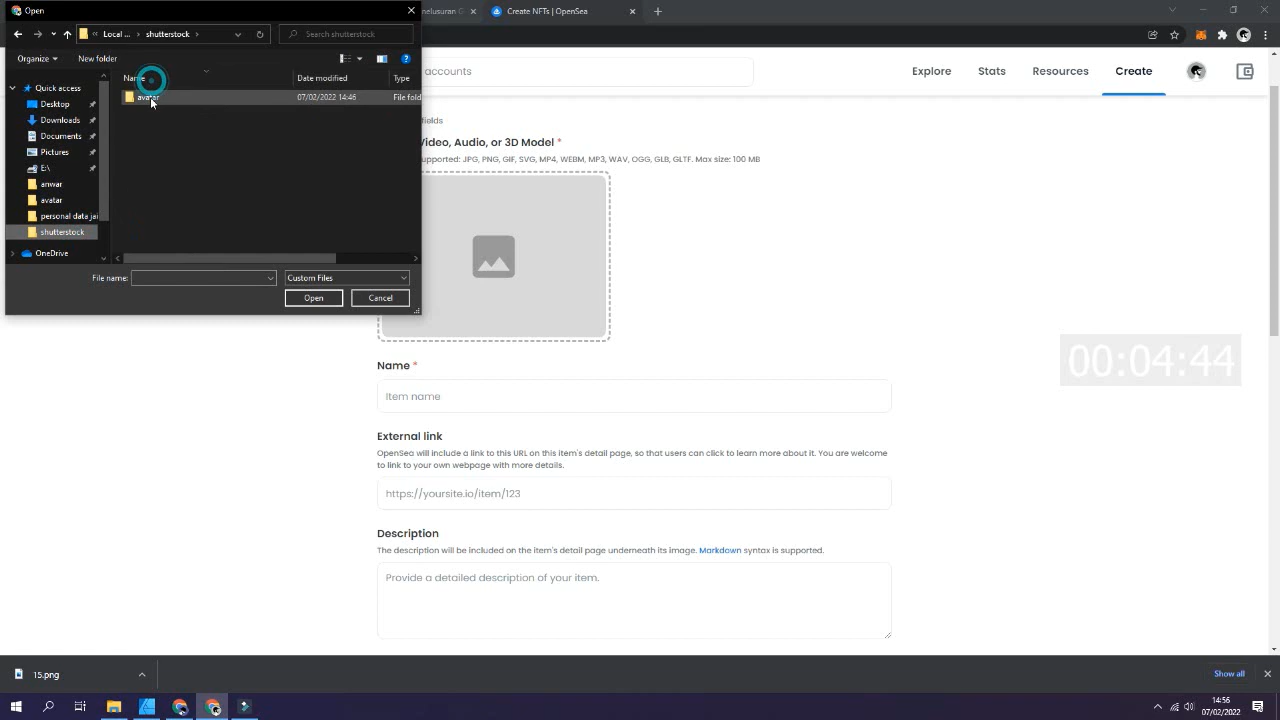 Open
nelusuran G
Create NFTs | OpenSea
Local ...
shutterstock
Search shutterstock
Organize
New folder
Name
Date modified
Type
Quick access
avatar
07/02/2022 14:46
File fold
Desktop
Downloads
Documents
Pictures
E:\
anwar
avatar
personal data jar
shutterstock
OneDrive
File name:
Custom Files
Open
Cancel
accounts
Explore
Stats
Resources
Create
fields
Video, Audio, or 3D Model *
upported: JPG, PNG, GIF, SVG, MP4, WEBM, MP3, WAV, OGG, GLB, GLTF. Max size: 100 MB
00:04:44
Name *
Item name
External link
OpenSea will include a link to this URL on this item's detail page, so that users can click to learn more about it. You are welcome
to link to your own webpage with more details.
https://yoursite.io/item/123
Description
The description will be included on the item's detail page underneath its image. Markdown syntax is supported.
Provide a detailed description of your item.
15.png
Show all
14:56
07/02/2022